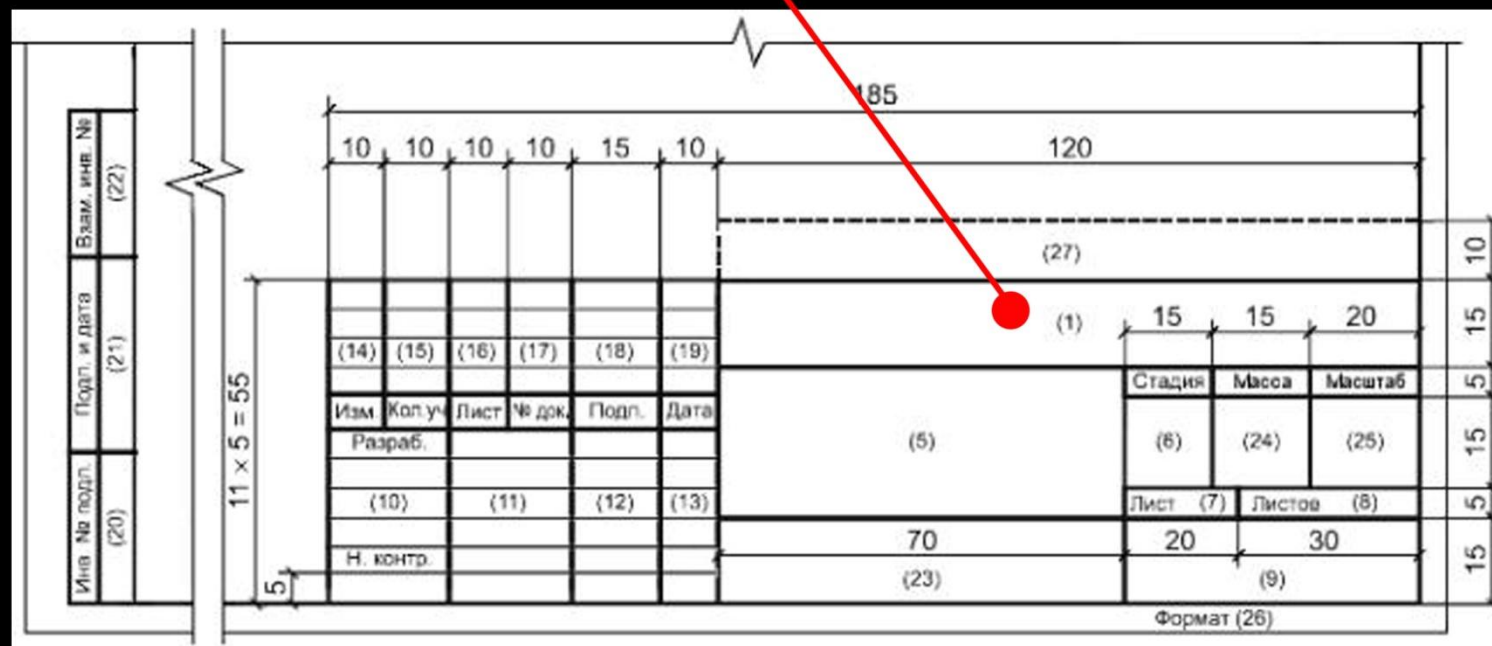 185
10 10 10 10 15 10 120
(27)
10
(1)
15 15 20
15
(14) (15) (16) (17) (18) (19)
Стадия Масса Масштаб
5
Изм. Кол.уч Лист № док. Подп. Дата
Разраб.
(5)
(6) (24) (25)
15
(10) (11) (12) (13)
Лист (7) Листов (8)
5
Н. контр.
70 20 30
15
(23)
(9)
5
11 x 5 = 55
Формат (26)
Взам. инв. №
(22)
Подп. и дата
(21)
Инв № подл.
(20)